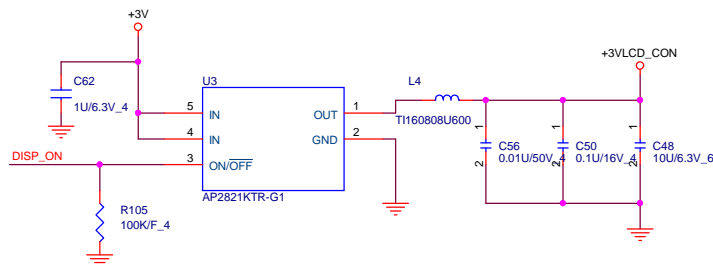 +3V
+3VLCD_CON
C62
1U/6.3V_4
U3
L4
5
IN
OUT
1
TI160808U600
4
IN
GND
2
DISP_ON
3
ON/OFF
AP2821KTR-G1
1
2
C56
0.01U/50V_4
1
2
C50
0.1U/16V_4
1
2
C48
10U/6.3V_6
R105
100K/F_4